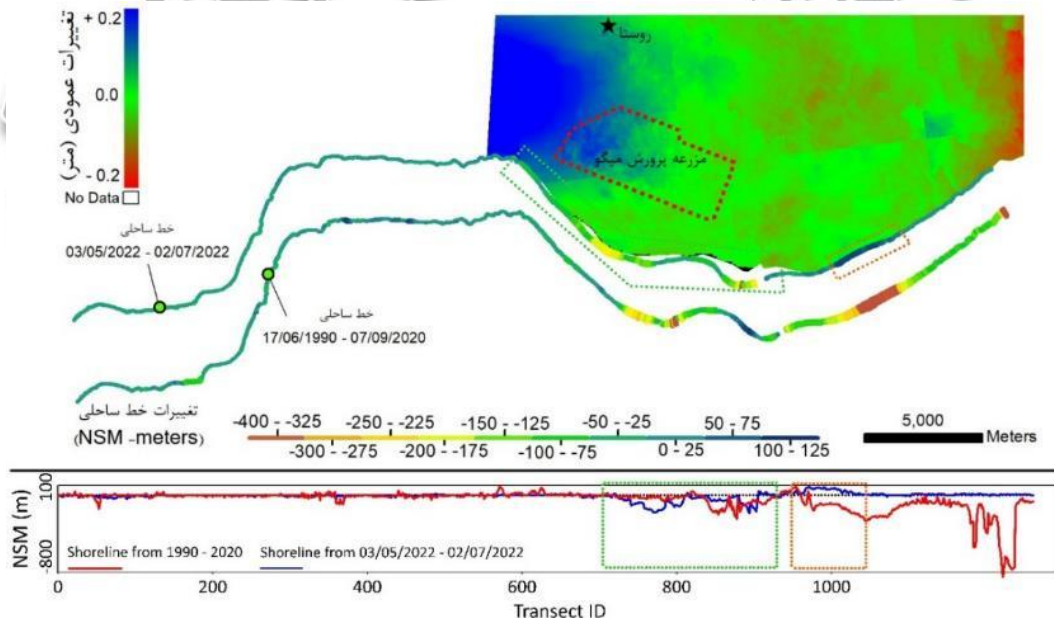 + 0.2
0.0
- 0.2
تغییرات عمودی (متر)
No Data
روستا
مزرعه پرورش میگو
خط ساحلی
03/05/2022 - 02/07/2022
خط ساحلی
17/06/1990 - 07/09/2020
تغییرات خط ساحلی
(NSM -meters)
-400 - -325
-250 - -225
-150 - -125
-50 - -25
50 - 75
-300 - -275
-200 - -175
-100 - -75
0 - 25
100 - 125
5,000
Meters
NSM (m)
100
-800
Shoreline from 1990 - 2020
Shoreline from 03/05/2022 - 02/07/2022
0
200
400
600
800
1000
Transect ID